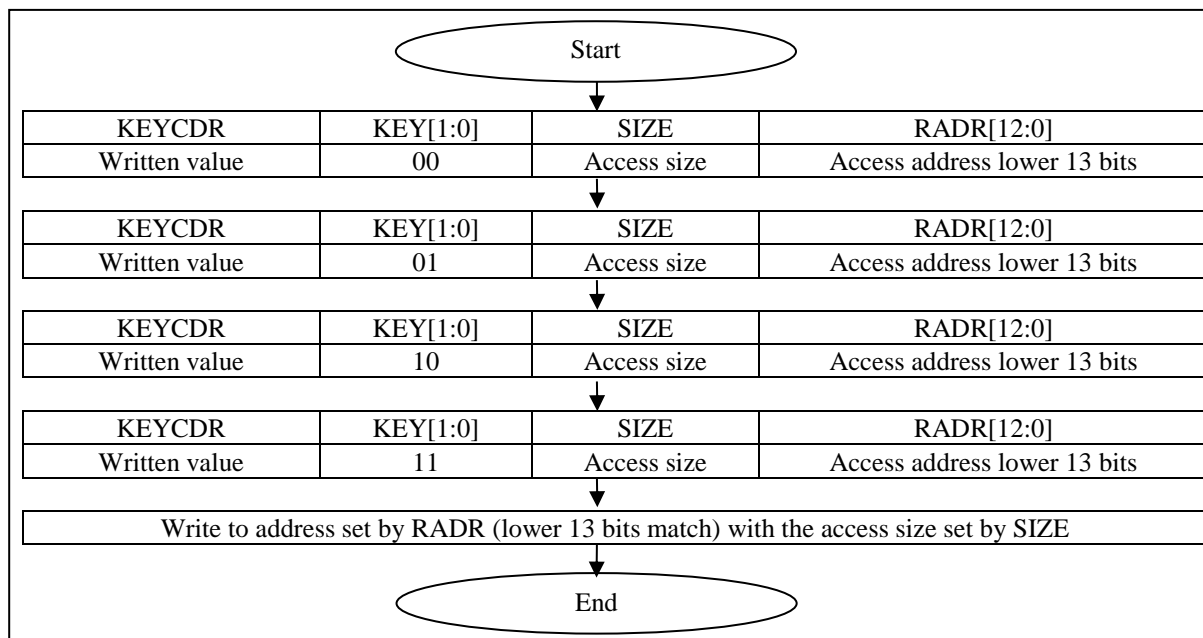 Start
KEYCDR KEY[1:0] SIZE RADR[12:0]
Written value 00 Access size Access address lower 13 bits
KEYCDR KEY[1:0] SIZE RADR[12:0]
Written value 01 Access size Access address lower 13 bits
KEYCDR KEY[1:0] SIZE RADR[12:0]
Written value 10 Access size Access address lower 13 bits
KEYCDR KEY[1:0] SIZE RADR[12:0]
Written value 11 Access size Access address lower 13 bits
Write to address set by RADR (lower 13 bits match) with the access size set by SIZE
End